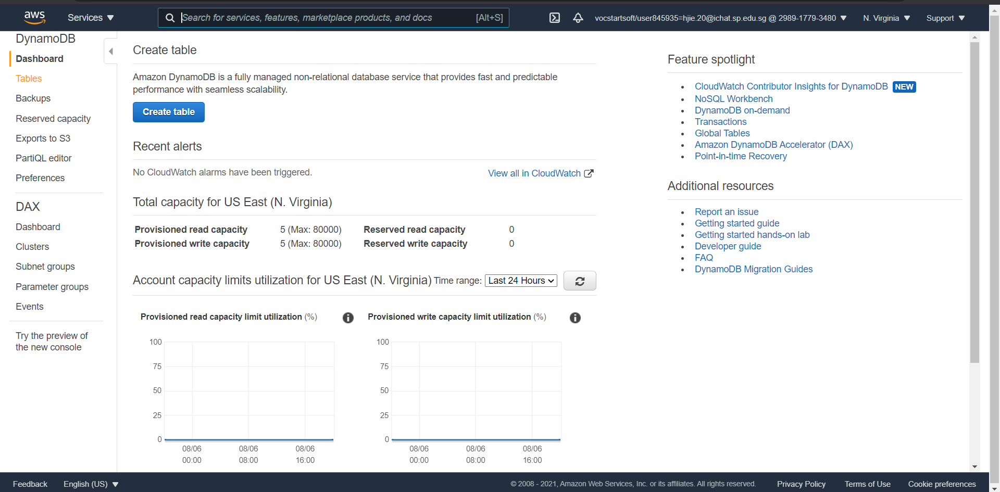 aws
Services
Search for services, features, marketplace products, and docs
[Alt+S]
vocstartsoft/user845935=hjie.20@ichat.sp.edu.sg @ 2989-1779-3480
N. Virginia
Support
DynamoDB
Dashboard
Tables
Backups
Reserved capacity
Exports to S3
PartiQL editor
Preferences
DAX
Dashboard
Clusters
Subnet groups
Parameter groups
Events
Try the preview of
the new console
Create table
Amazon DynamoDB is a fully managed non-relational database service that provides fast and predictable
performance with seamless scalability.
Create table
Recent alerts
No CloudWatch alarms have been triggered.
View all in CloudWatch
Total capacity for US East (N. Virginia)
Provisioned read capacity 5 (Max: 80000) Reserved read capacity 0
Provisioned write capacity 5 (Max: 80000) Reserved write capacity 0
Account capacity limits utilization for US East (N. Virginia) Time range: Last 24 Hours
Provisioned read capacity limit utilization (%)
100
75
50
25
0
08/06 08/06 08/06
00:00 08:00 16:00
Provisioned write capacity limit utilization (%)
100
75
50
25
0
08/06 08/06 08/06
00:00 08:00 16:00
Feature spotlight
CloudWatch Contributor Insights for DynamoDB NEW
NoSQL Workbench
DynamoDB on-demand
Transactions
Global Tables
Amazon DynamoDB Accelerator (DAX)
Point-in-time Recovery
Additional resources
Report an issue
Getting started guide
Getting started hands-on lab
Developer guide
FAQ
DynamoDB Migration Guides
Feedback
English (US)
© 2008 - 2021, Amazon Web Services, Inc. or its affiliates. All rights reserved.
Privacy Policy
Terms of Use
Cookie preferences